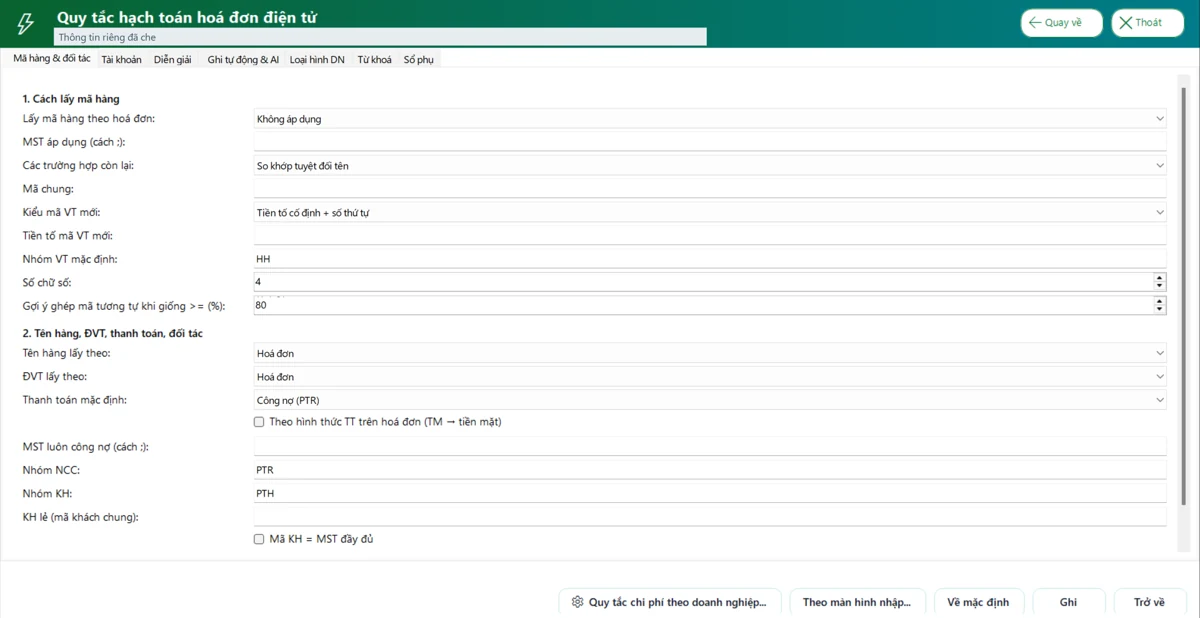 Quy tắc hạch toán hoá đơn điện tử
Thông tin riêng đã che
Quay về
Thoát
Mã hàng & đối tác Tài khoản Diễn giải Ghi tự động & AI Loại hình DN Từ khoá Sổ phụ
1. Cách lấy mã hàng
Lấy mã hàng theo hoá đơn: Không áp dụng
MST áp dụng (cách ;):
Các trường hợp còn lại: So khớp tuyệt đối tên
Mã chung:
Kiểu mã VT mới: Tiền tố cố định + số thứ tự
Tiền tố mã VT mới:
Nhóm VT mặc định: HH
Số chữ số: 4
Gợi ý ghép mã tương tự khi giống >= (%): 80
2. Tên hàng, ĐVT, thanh toán, đối tác
Tên hàng lấy theo: Hoá đơn
ĐVT lấy theo: Hoá đơn
Thanh toán mặc định: Công nợ (PTR)
Theo hình thức TT trên hoá đơn (TM → tiền mặt)
MST luôn công nợ (cách ;):
Nhóm NCC: PTR
Nhóm KH: PTH
KH lẻ (mã khách chung):
Mã KH = MST đầy đủ
Quy tắc chi phí theo doanh nghiệp... Theo màn hình nhập... Về mặc định Ghi Trở về